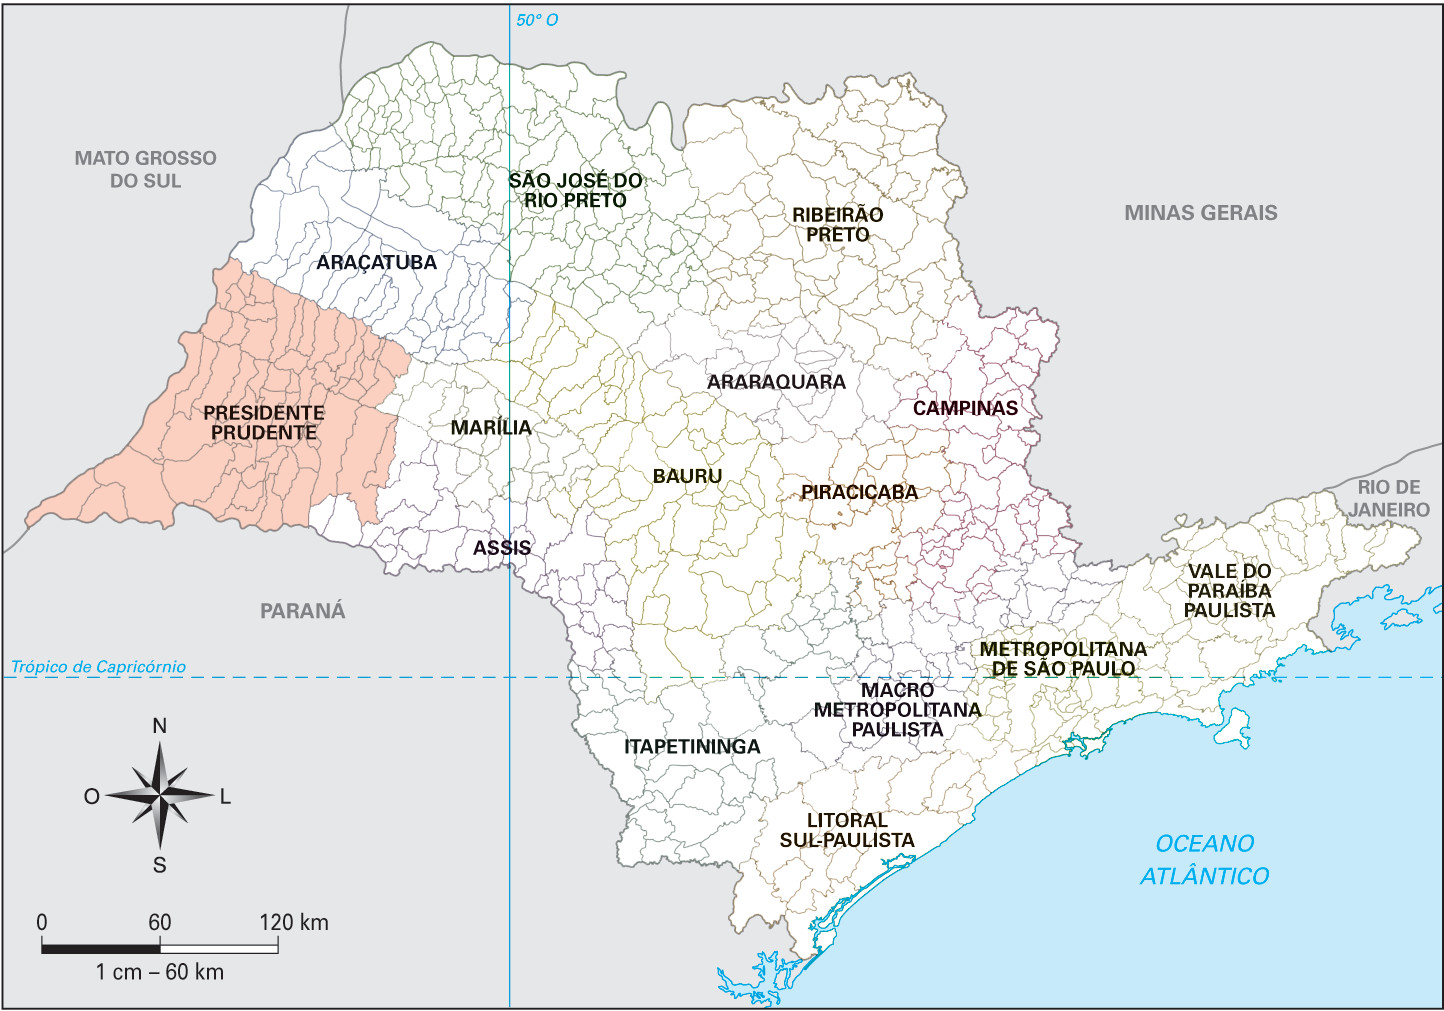 50° O
MATO GROSSO
DO SUL
SÃO JOSÉ DO
RIO PRETO
RIBEIRÃO
PRETO
MINAS GERAIS
ARAÇATUBA
ARARAQUARA
CAMPINAS
PRESIDENTE
PRUDENTE
MARÍLIA
BAURU
PIRACICABA
RIO DE
JANEIRO
ASSIS
VALE DO
PARAÍBA
PAULISTA
PARANÁ
METROPOLITANA
DE SÃO PAULO
Trópico de Capricórnio
MACRO
METROPOLITANA
PAULISTA
ITAPETININGA
N
O
L
S
LITORAL
SUL-PAULISTA
OCEANO
ATLÂNTICO
0 60 120 km
1 cm – 60 km